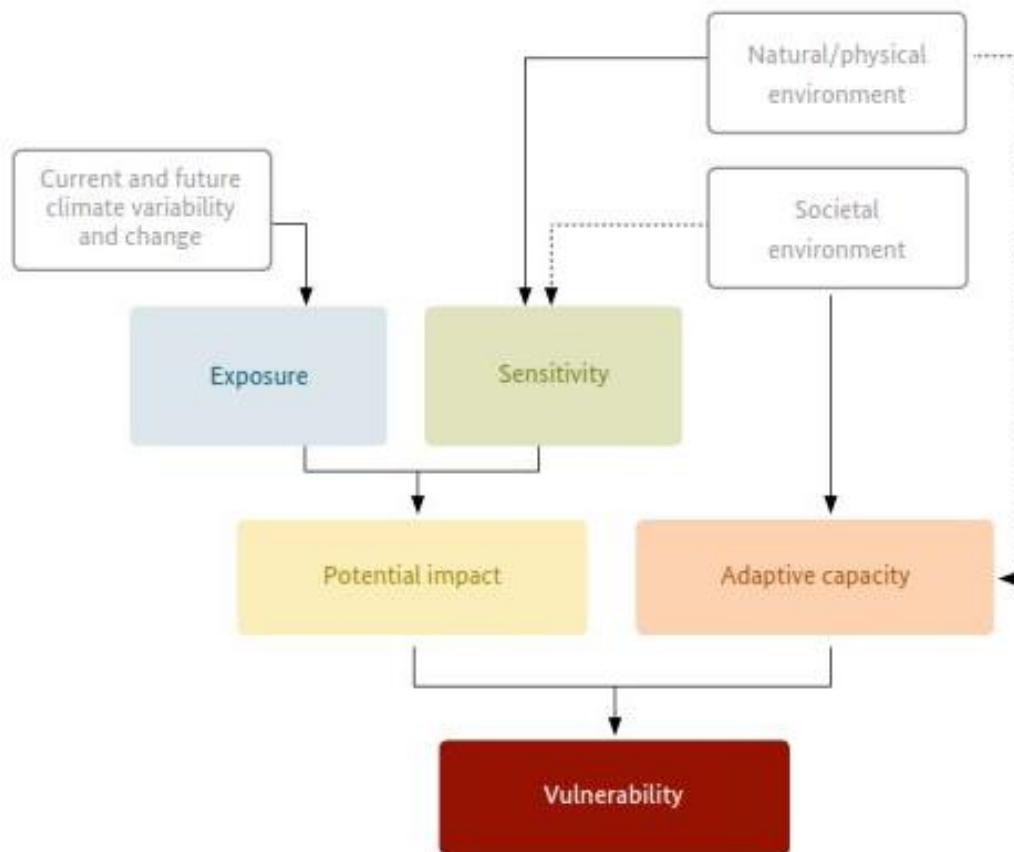 Natural/physical
environment
Current and future
climate variability
and change
Societal
environment
Exposure
Sensitivity
Potential impact
Adaptive capacity
Vulnerability